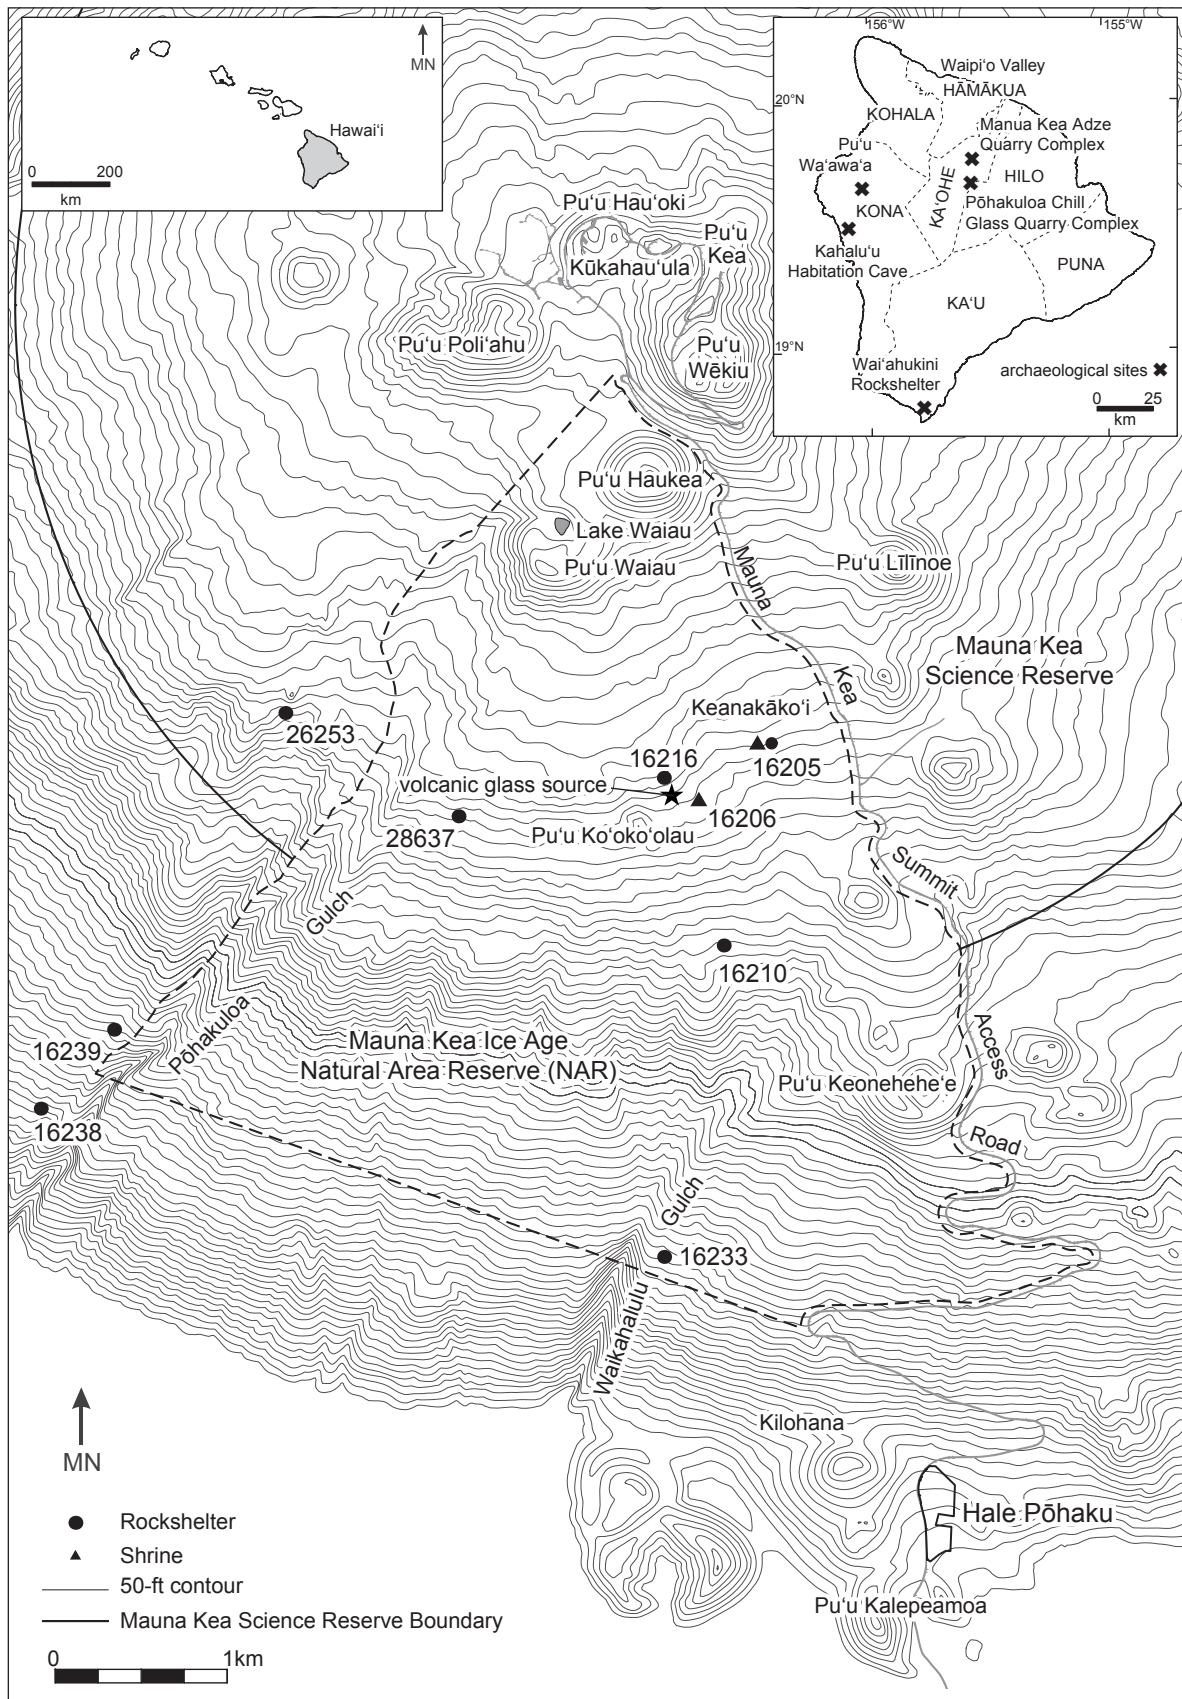 MN
Hawai‘i
0 200
km
156°W
155°W
20°N
19°N
Waipi‘o Valley
HĀMĀKUA
KOHALA
Manua Kea Adze
Quarry Complex
Pu‘u
Wa‘awa‘a
KA‘OHE
HILO
KONA
Pōhakuloa Chill
Glass Quarry Complex
Kahalu‘u
Habitation Cave
PUNA
KA‘U
Wai‘ahukini
Rockshelter
archaeological sites
0 25
km
Pu‘u Hau‘oki
Pu‘u
Kea
Kūkahau‘ula
Pu‘u Poli‘ahu
Pu‘u
Wēkiu
Pu‘u Haukea
Lake Waiau
Pu‘u Waiau
Pu‘u Līlīnoe
Mauna
Kea
Summit
Access
Road
Mauna Kea
Science Reserve
Keanakāko‘i
26253
16216
16205
volcanic glass source
16206
28637
Pu‘u Ko‘oko‘olau
Gulch
Pōhakuloa
16210
16239
Mauna Kea Ice Age
Natural Area Reserve (NAR)
Pu‘u Keonehehe‘e
16238
Gulch
Waikahalulu
16233
Kilohana
Hale Pōhaku
Pu‘u Kalepeamoa
MN
Rockshelter
Shrine
50-ft contour
Mauna Kea Science Reserve Boundary
0 1km